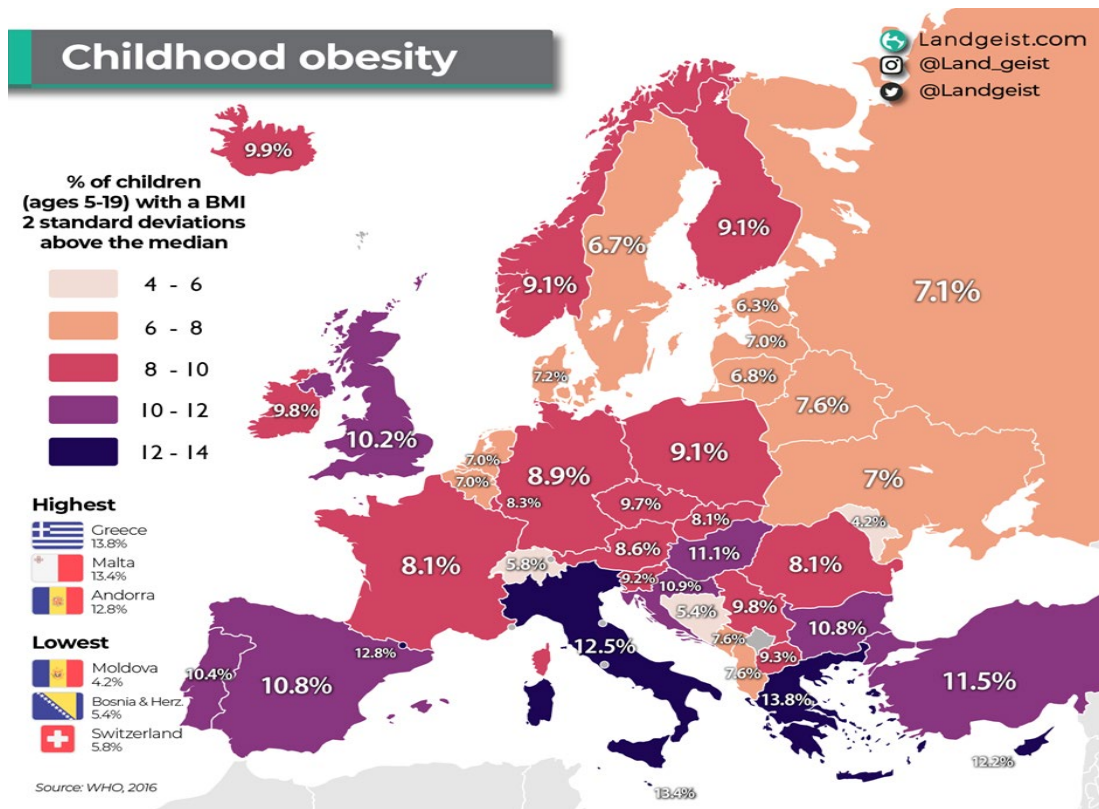 Childhood obesity
Landgeist.com
@Land_geist
@Landgeist
% of children
(ages 5-19) with a BMI
2 standard deviations
above the median
4 - 6
6 - 8
8 - 10
10 - 12
12 - 14
Highest
Greece
13.8%
Malta
13.4%
Andorra
12.8%
Lowest
Moldova
4.2%
Bosnia & Herz.
5.4%
Switzerland
5.8%
Source: WHO, 2016
9.9%
6.7%
9.1%
9.1%
7.1%
6.3%
7.0%
6.8%
7.2%
7.6%
9.8%
10.2%
7.0%
7.0%
8.9%
9.1%
7%
8.3%
9.7%
8.1%
4.2%
8.6%
11.1%
8.1%
5.8%
8.1%
9.2%
10.9%
5.4%
9.8%
10.8%
12.5%
7.6%
9.3%
7.6%
12.8%
10.4%
10.8%
13.8%
11.5%
12.2%
13.4%